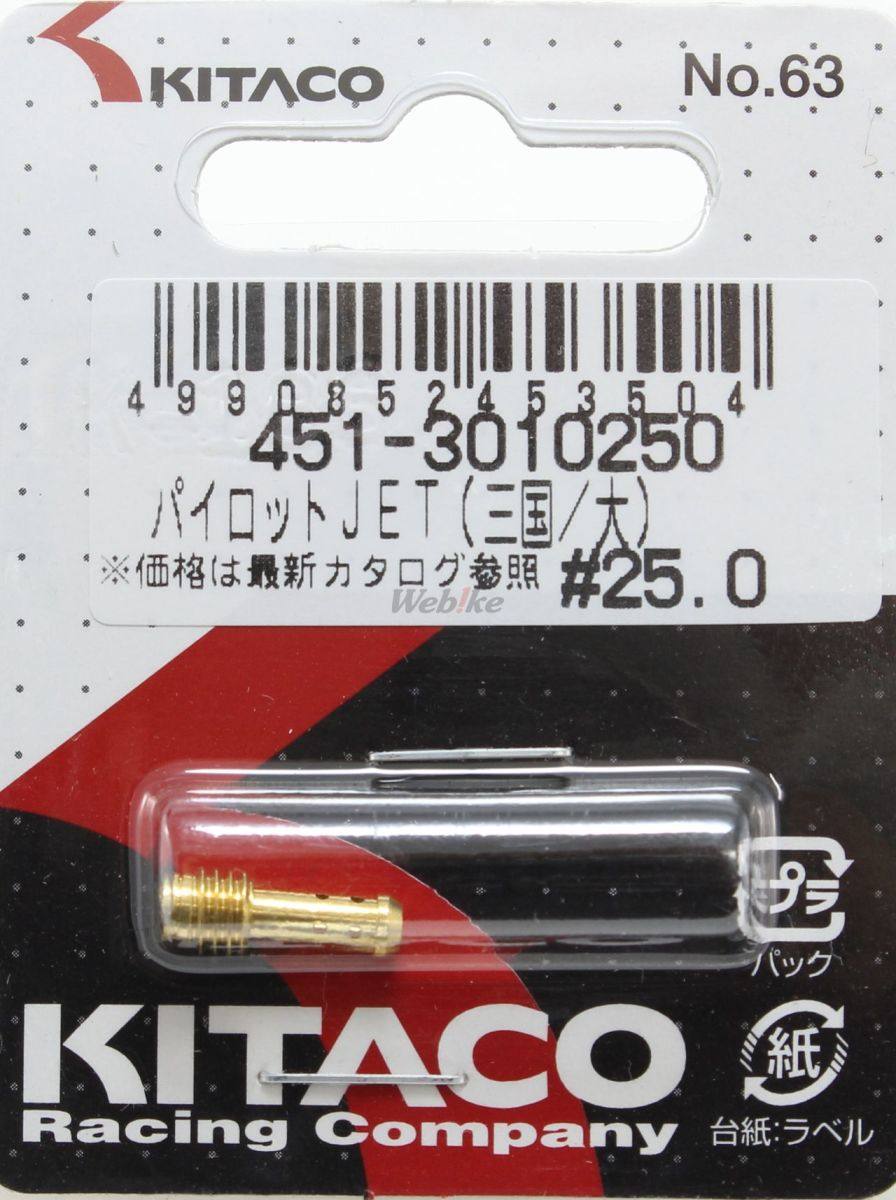 KITACO No.63
4990852453504
451-3010250
パイロットJET(三国/大)
※価格は最新カタログ参照 #25.0
Web!ke
プラ
パック
KITACO
Racing Company
紙
台紙:ラベル